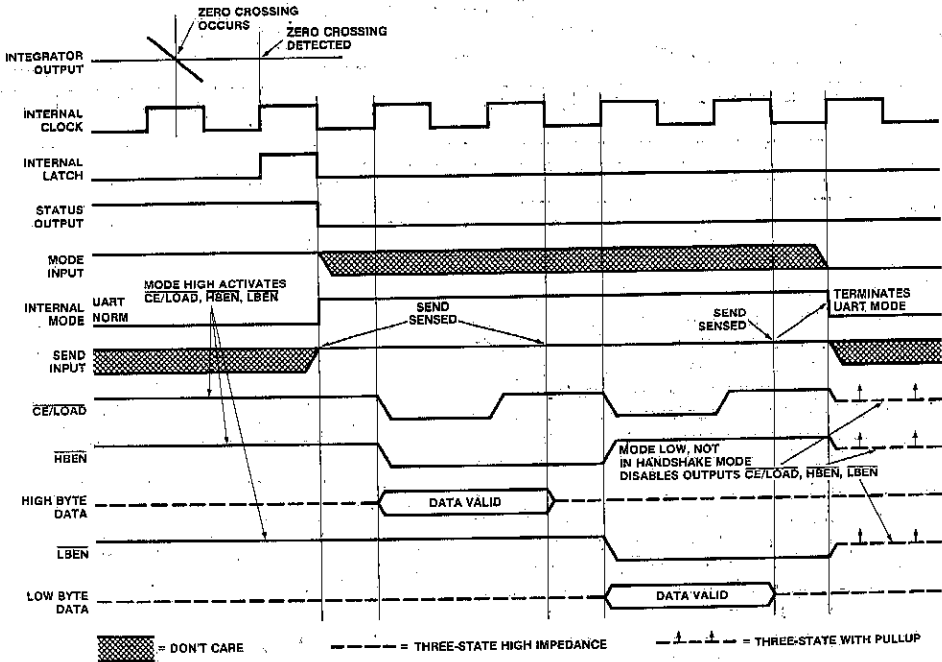 ZERO CROSSING
OCCURS
ZERO CROSSING
DETECTED
INTEGRATOR
OUTPUT
INTERNAL
CLOCK
INTERNAL
LATCH
STATUS
OUTPUT
MODE
INPUT
MODE HIGH ACTIVATES
CE/LOAD, HBEN, LBEN
INTERNAL
MODE
UART
NORM
SEND
SENSED
SEND
SENSED
TERMINATES
UART MODE
SEND
INPUT
CE/LOAD
HBEN
MODE LOW, NOT
IN HANDSHAKE MODE
DISABLES OUTPUTS CE/LOAD, HBEN, LBEN
HIGH BYTE
DATA
DATA VALID
LBEN
LOW BYTE
DATA
DATA VALID
= DON'T CARE
= THREE-STATE HIGH IMPEDANCE
= THREE-STATE WITH PULLUP